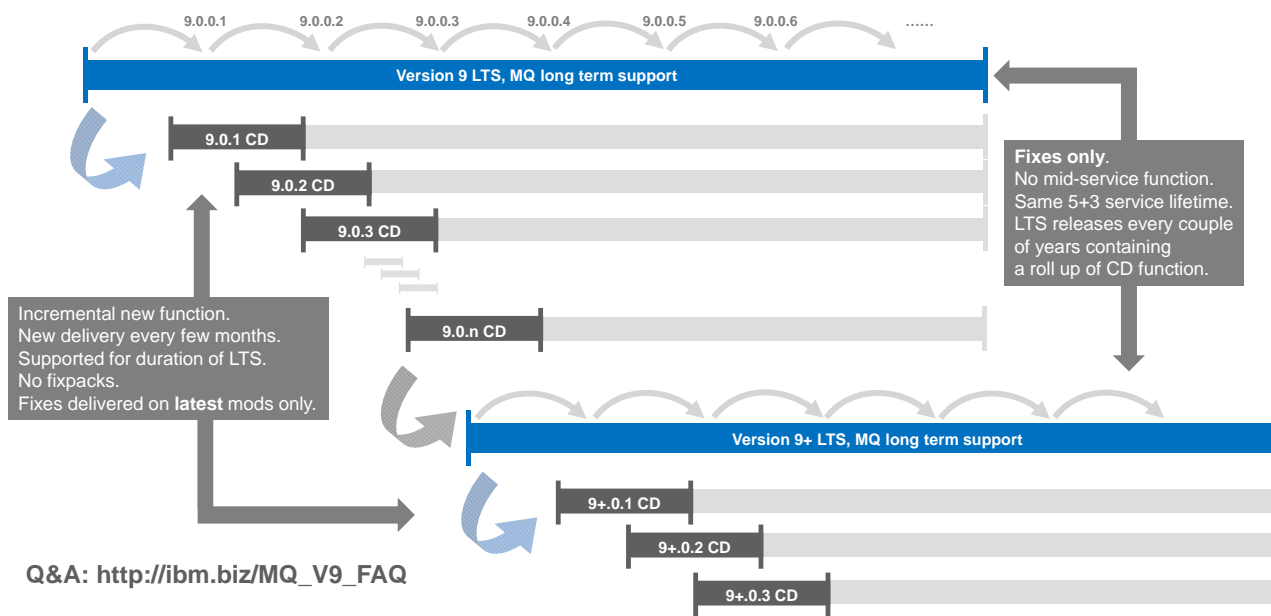 9.0.0.1 9.0.0.2 9.0.0.3 9.0.0.4 9.0.0.5 9.0.0.6 ......
Version 9 LTS, MQ long term support
9.0.1 CD
9.0.2 CD
9.0.3 CD
9.0.n CD
Fixes only.
No mid-service function.
Same 5+3 service lifetime.
LTS releases every couple
of years containing
a roll up of CD function.
Incremental new function.
New delivery every few months.
Supported for duration of LTS.
No fixpacks.
Fixes delivered on latest mods only.
Version 9+ LTS, MQ long term support
9+.0.1 CD
9+.0.2 CD
9+.0.3 CD
Q&A: http://ibm.biz/MQ_V9_FAQ